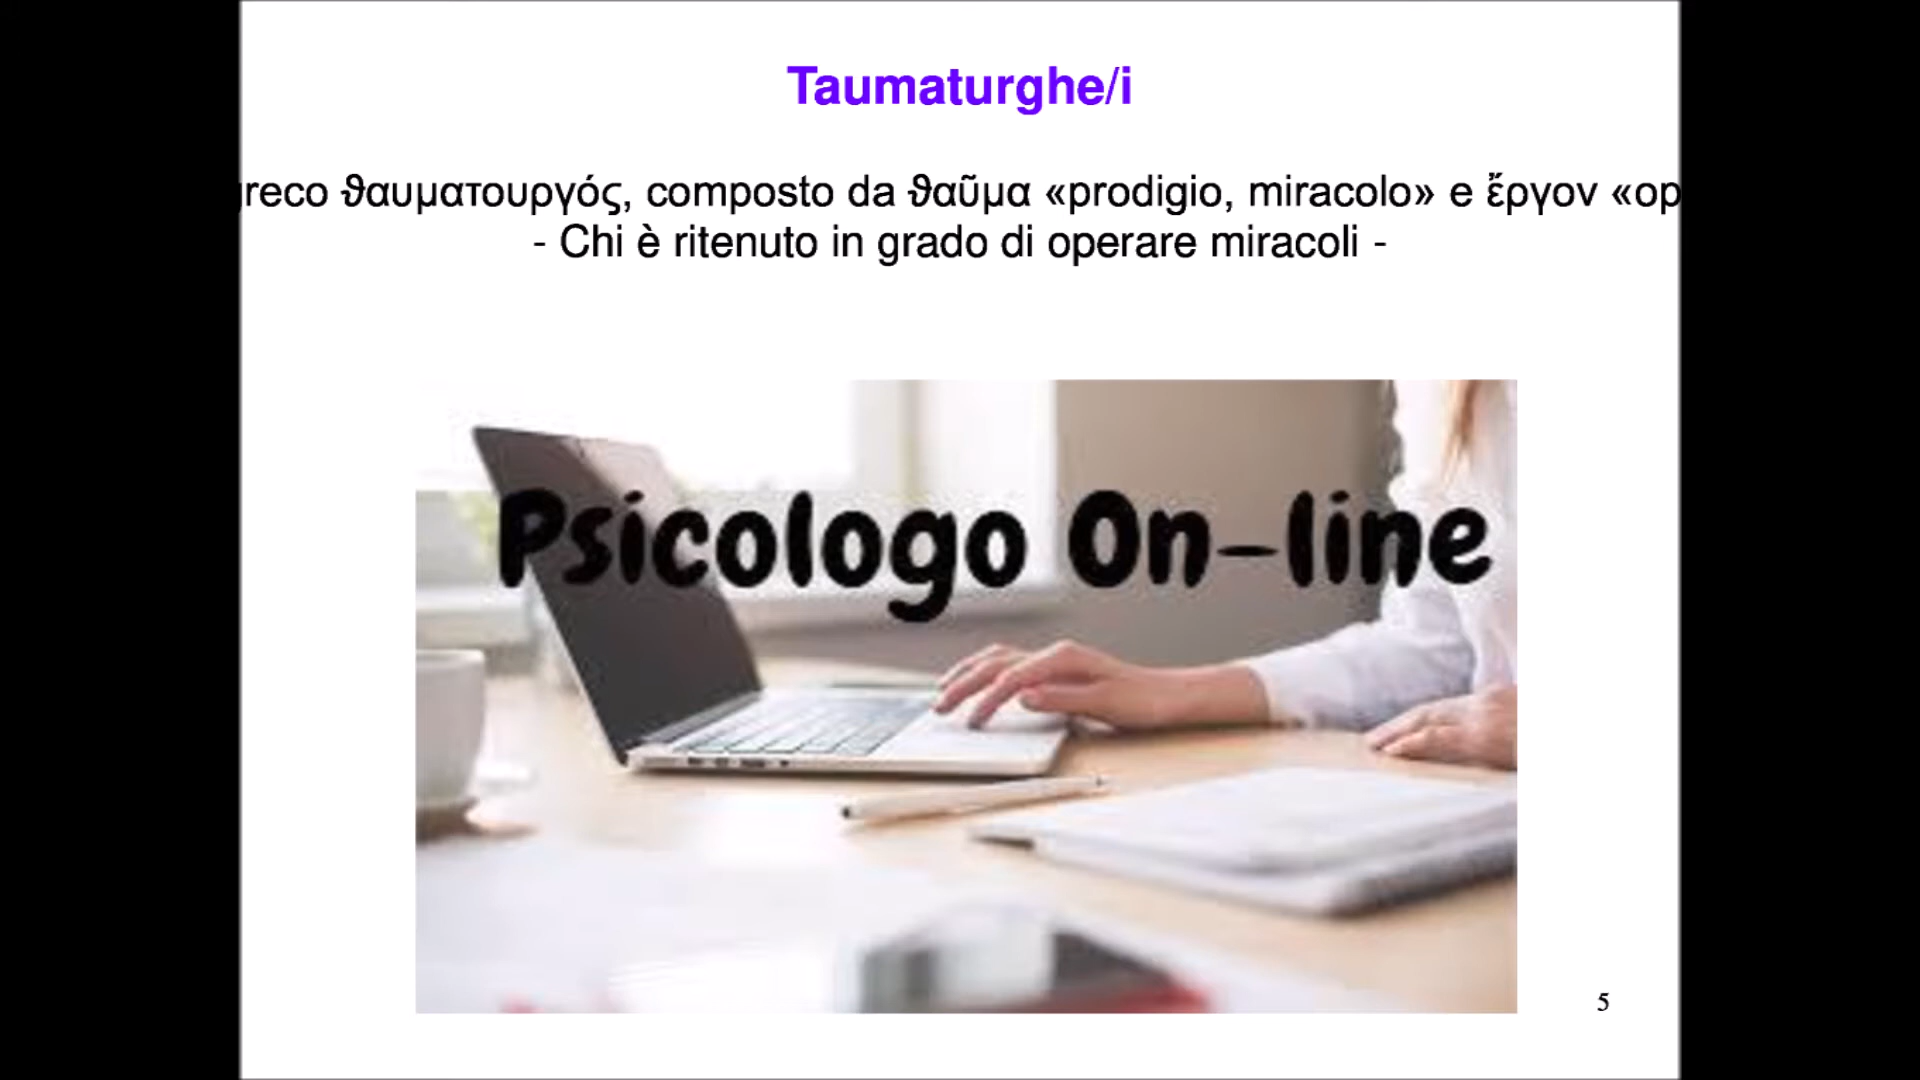 Taumaturghe/i
greco ϑαυματουργός, composto da ϑαῦμα «prodigio, miracolo» e ἔργον «op
- Chi è ritenuto in grado di operare miracoli -
Psicologo On-line
5